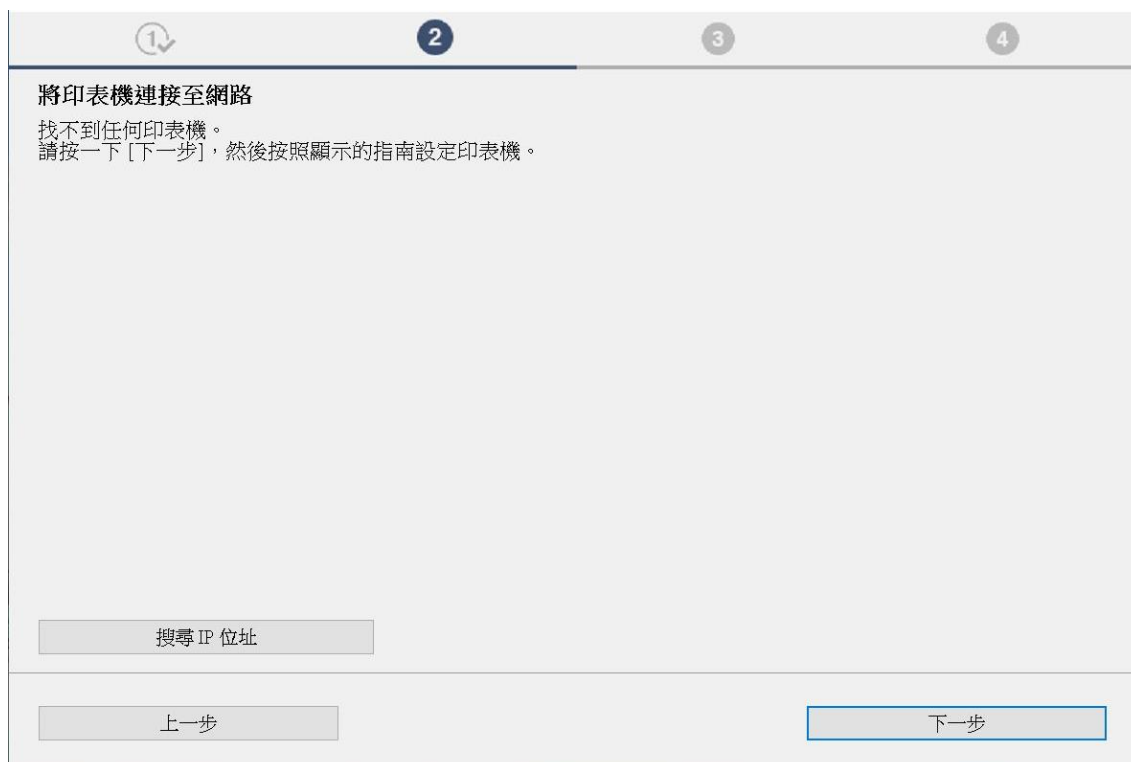 1 2 3 4
將印表機連接至網路
找不到任何印表機。
請按一下 [下一步]，然後按照顯示的指南設定印表機。
搜尋 IP 位址
上一步 下一步